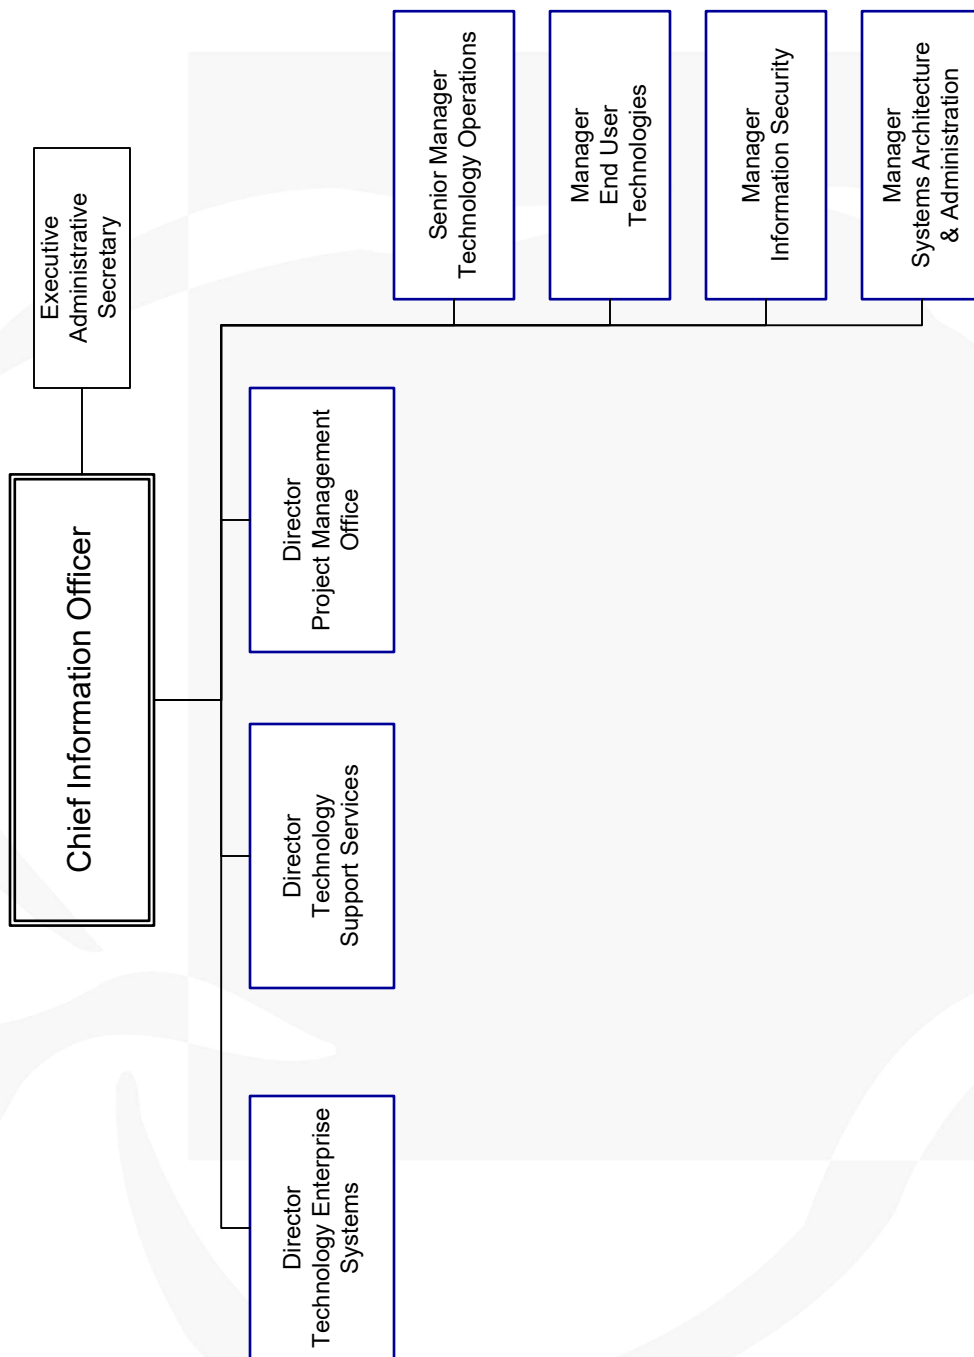 Chief Information Officer
Executive
Administrative
Secretary
Director
Technology Enterprise
Systems
Director
Technology
Support Services
Director
Project Management
Office
Senior Manager
Technology Operations
Manager
End User
Technologies
Manager
Information Security
Manager
Systems Architecture
& Administration